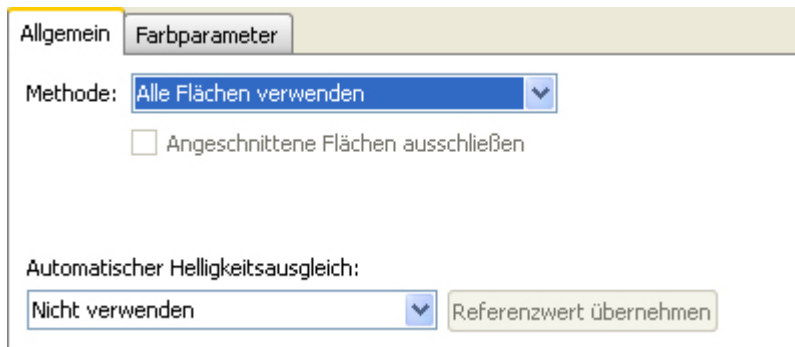 Allgemein Farbparameter
Methode: Alle Flächen verwenden
Angeschnittene Flächen ausschließen
Automatischer Helligkeitsausgleich:
Nicht verwenden Referenzwert übernehmen